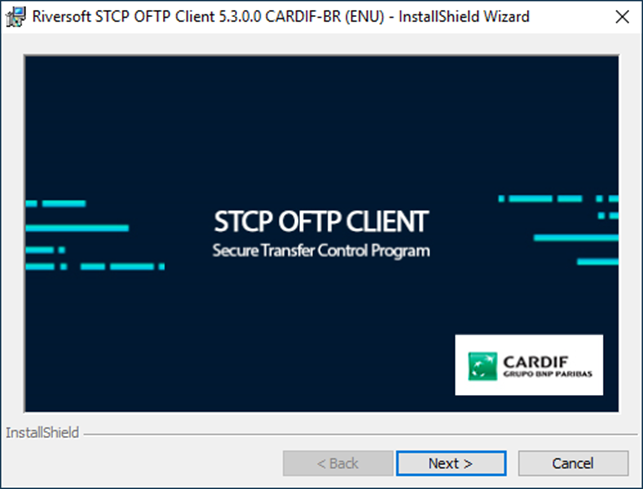 Riversoft STCP OFTP Client 5.3.0.0 CARDIF-BR (ENU) - InstallShield Wizard
STCP OFTP CLIENT
Secure Transfer Control Program
CARDIF
GRUPO BNP PARIBAS
InstallShield
< Back
Next >
Cancel